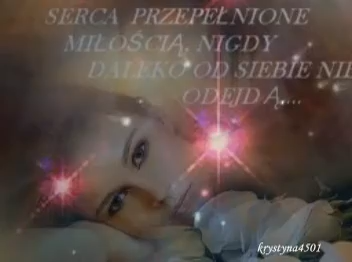 SERCA PRZEPEŁNIONE
MIŁOŚCIĄ, NIGDY
DALEKO OD SIEBIE NIE
ODEJDĄ....
krystyna4501